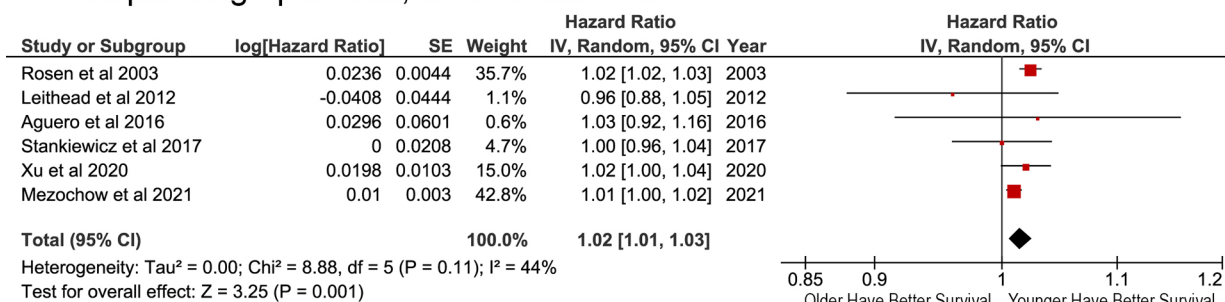 Hazard Ratio Hazard Ratio
Study or Subgroup log[Hazard Ratio] SE Weight IV, Random, 95% CI Year IV, Random, 95% CI
Rosen et al 2003 0.0236 0.0044 35.7% 1.02 [1.02, 1.03] 2003
Leithead et al 2012 -0.0408 0.0444 1.1% 0.96 [0.88, 1.05] 2012
Aguero et al 2016 0.0296 0.0601 0.6% 1.03 [0.92, 1.16] 2016
Stankiewicz et al 2017 0 0.0208 4.7% 1.00 [0.96, 1.04] 2017
Xu et al 2020 0.0198 0.0103 15.0% 1.02 [1.00, 1.04] 2020
Mezochow et al 2021 0.01 0.003 42.8% 1.01 [1.00, 1.02] 2021
Total (95% CI) 100.0% 1.02 [1.01, 1.03]
Heterogeneity: Tau² = 0.00; Chi² = 8.88, df = 5 (P = 0.11); I² = 44%
Test for overall effect: Z = 3.25 (P = 0.001)
0.85 0.9 1 1.1 1.2
Older Have Better Survival Younger Have Better Survival